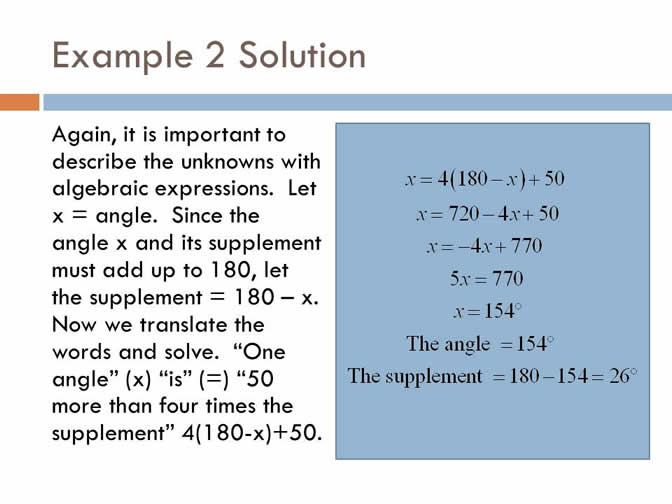 Example 2 Solution
Again, it is important to
describe the unknowns with
algebraic expressions. Let
x = angle. Since the
angle x and its supplement
must add up to 180, let
the supplement = 180 – x.
Now we translate the
words and solve. “One
angle” (x) “is” (=) “50
more than four times the
supplement” 4(180-x)+50.
x = 4(180 − x) + 50
x = 720 − 4x + 50
x = −4x + 770
5x = 770
x = 154°
The angle = 154°
The supplement = 180 − 154 = 26°